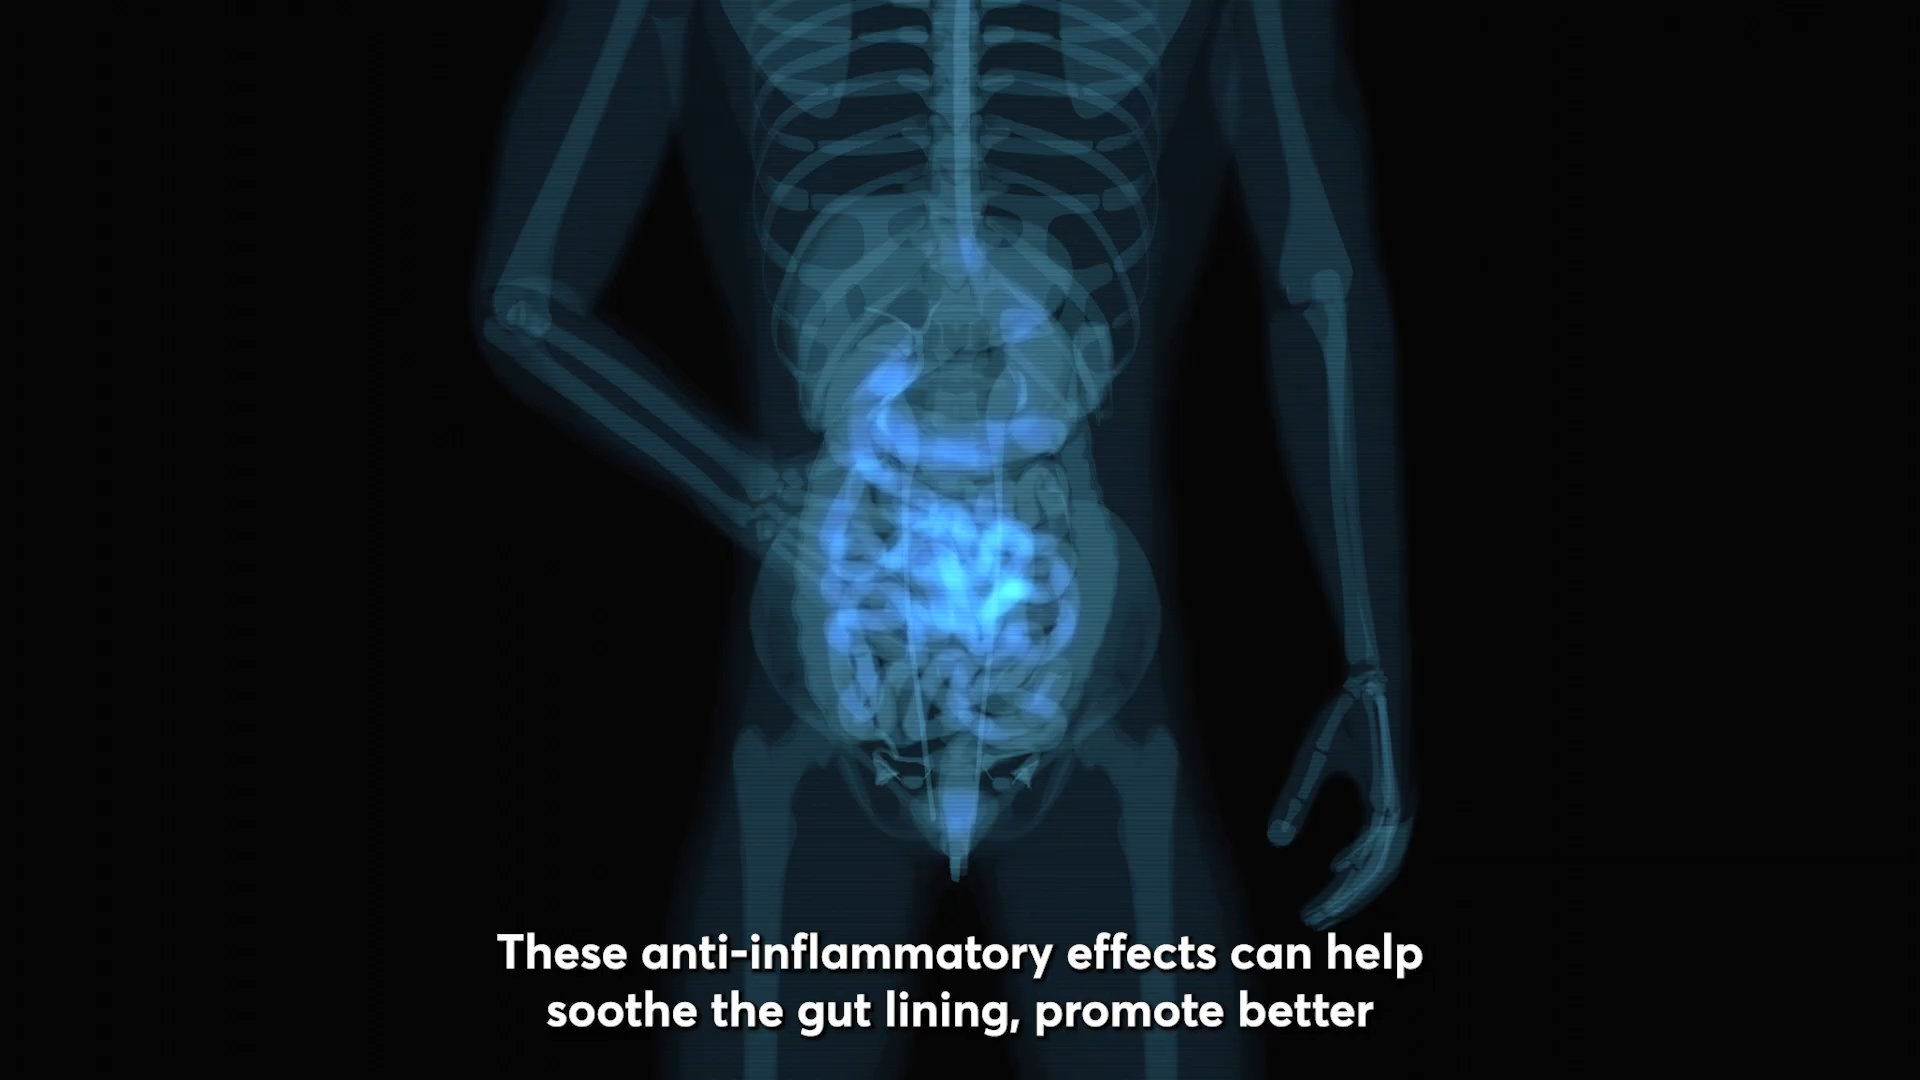 These anti-inflammatory effects can help
soothe the gut lining, promote better